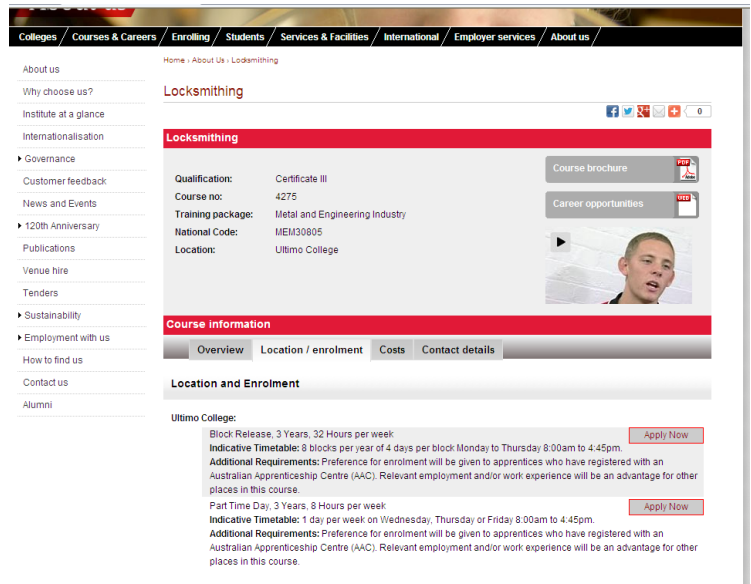 About us
Colleges / Courses & Careers / Enrolling / Students / Services & Facilities / International / Employer services / About us /
Home › About Us › Locksmithing
About us
Why choose us?
Institute at a glance
Internationalisation
Governance
Customer feedback
News and Events
120th Anniversary
Publications
Venue hire
Tenders
Sustainability
Employment with us
How to find us
Contact us
Alumni
Locksmithing
0
Locksmithing
Qualification: Certificate III
Course no: 4275
Training package: Metal and Engineering Industry
National Code: MEM30805
Location: Ultimo College
Course brochure
PDF
Adobe
Career opportunities
WEB
Course information
Overview Location / enrolment Costs Contact details
Location and Enrolment
Ultimo College:
Block Release, 3 Years, 32 Hours per week Apply Now
Indicative Timetable: 8 blocks per year of 4 days per block Monday to Thursday 8:00am to 4:45pm.
Additional Requirements: Preference for enrolment will be given to apprentices who have registered with an
Australian Apprenticeship Centre (AAC). Relevant employment and/or work experience will be an advantage for other
places in this course.
Part Time Day, 3 Years, 8 Hours per week Apply Now
Indicative Timetable: 1 day per week on Wednesday, Thursday or Friday 8:00am to 4:45pm.
Additional Requirements: Preference for enrolment will be given to apprentices who have registered with an
Australian Apprenticeship Centre (AAC). Relevant employment and/or work experience will be an advantage for other
places in this course.